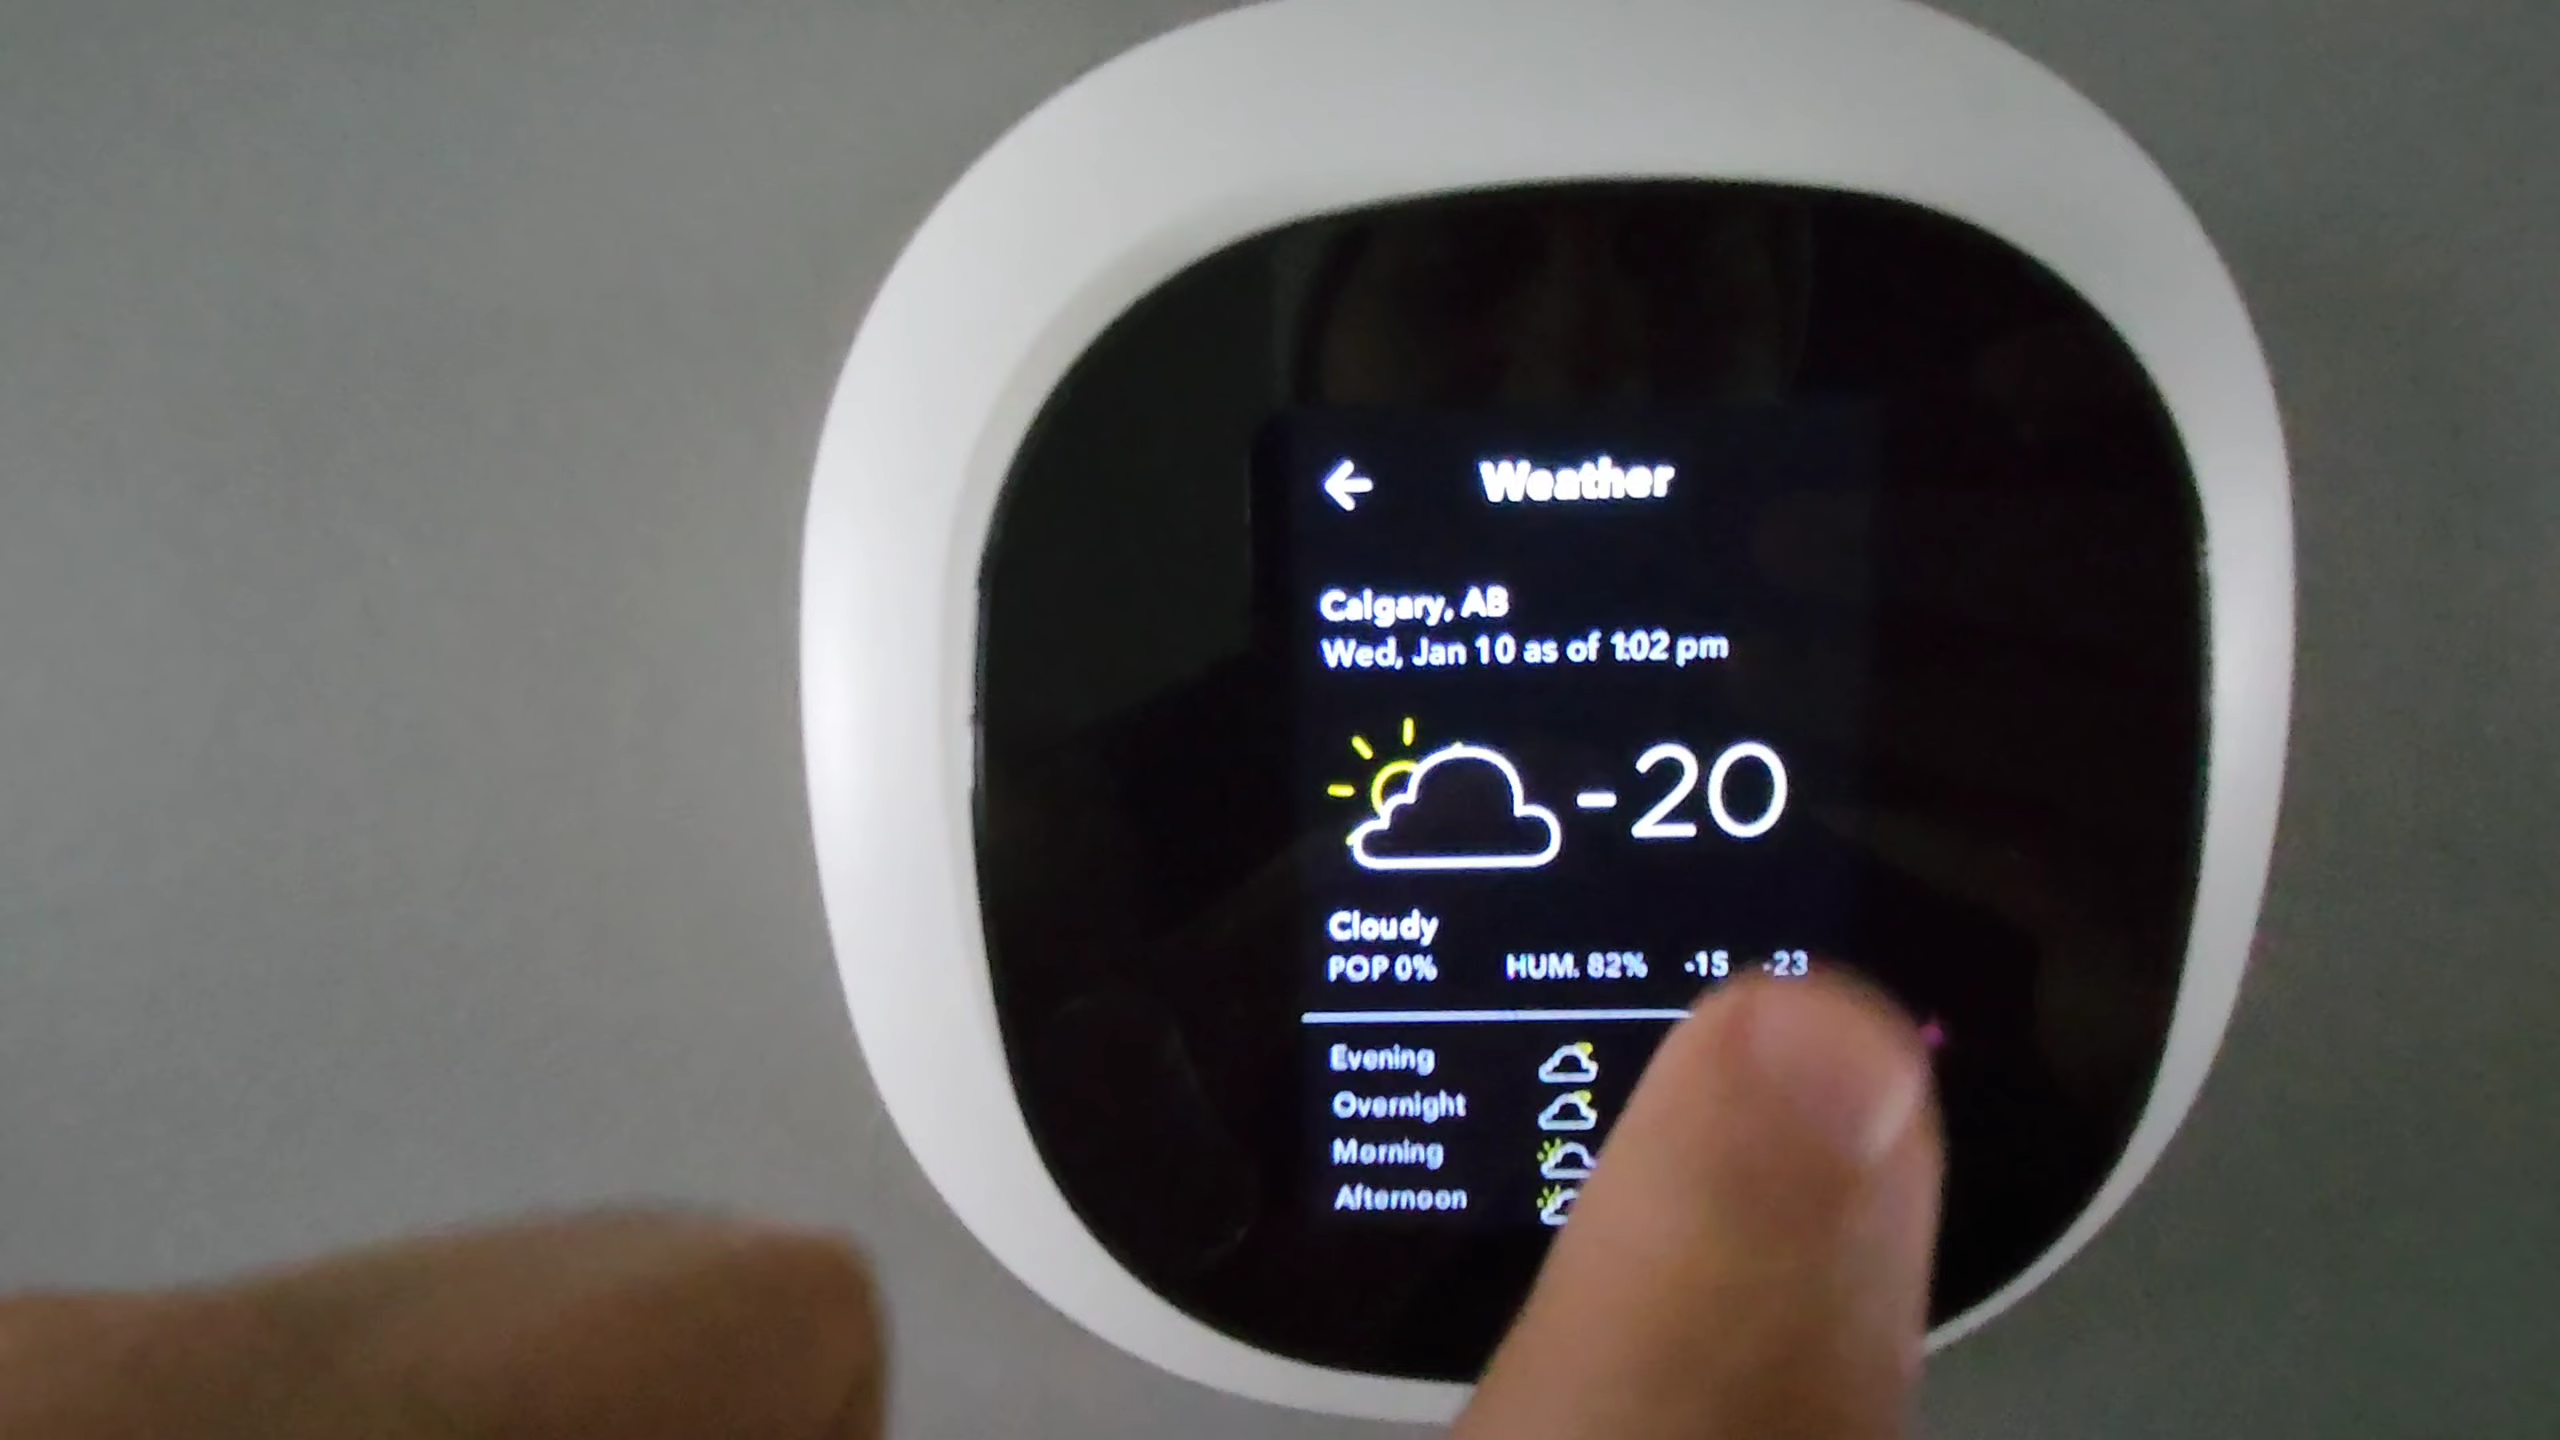 Weather
Calgary, AB
Wed, Jan 10 as of 1:02 pm
-20
Cloudy
POP 0% HUM. 82% -15 -23
Evening
Overnight
Morning
Afternoon